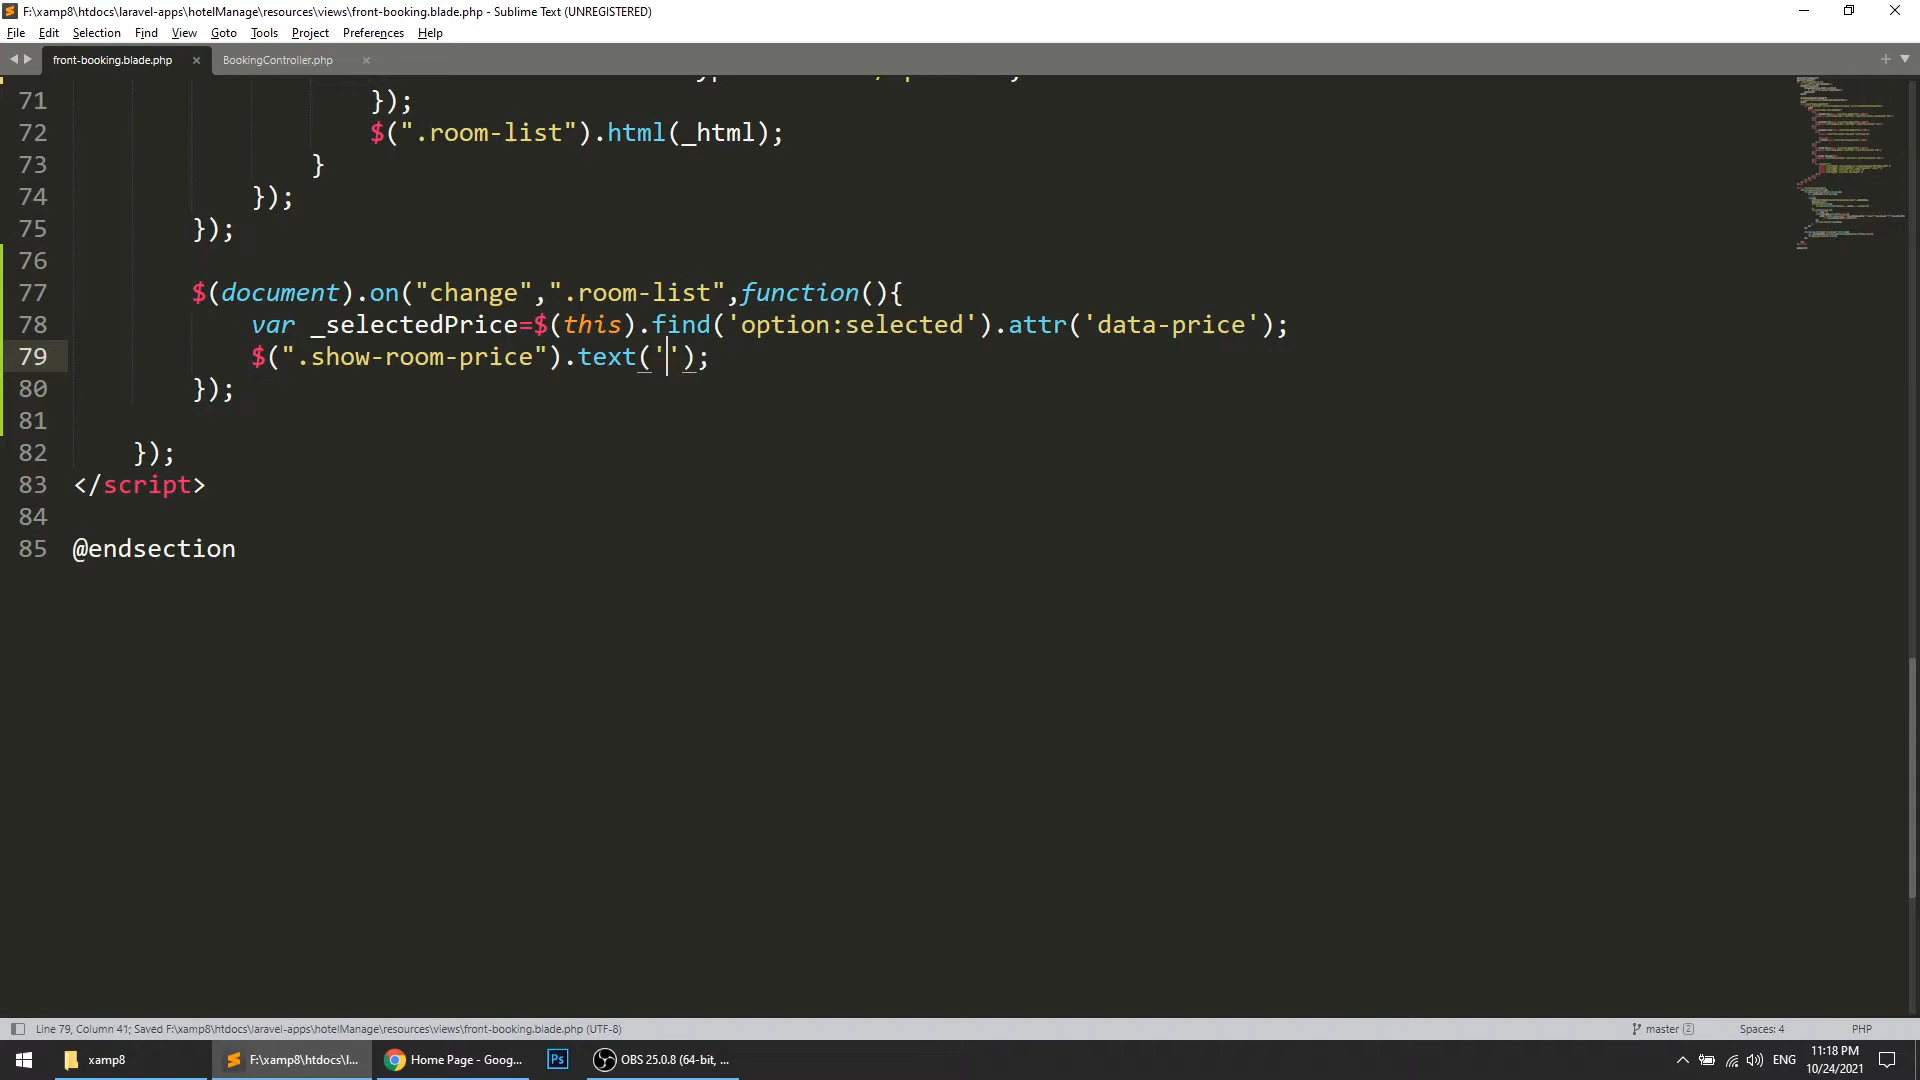 F:\xamp8\htdocs\laravel-apps\hotelManage\resources\views\front-booking.blade.php - Sublime Text (UNREGISTERED)
File Edit Selection Find View Goto Tools Project Preferences Help
front-booking.blade.php × BookingController.php ×
71 });
72 $(".room-list").html(_html);
73 }
74 });
75 });
76
77 $(document).on("change",".room-list",function(){
78 var _selectedPrice=$(this).find('option:selected').attr('data-price');
79 $(".show-room-price").text('');
80 });
81
82 });
83 </script>
84
85 @endsection
Line 79, Column 41; Saved F:\xamp8\htdocs\laravel-apps\hotelManage\resources\views\front-booking.blade.php (UTF-8) master 2 Spaces: 4 PHP
xamp8 F:\xamp8\htdocs\l... Home Page - Goog... Ps OBS 25.0.8 (64-bit, ... ENG 11:18 PM
10/24/2021